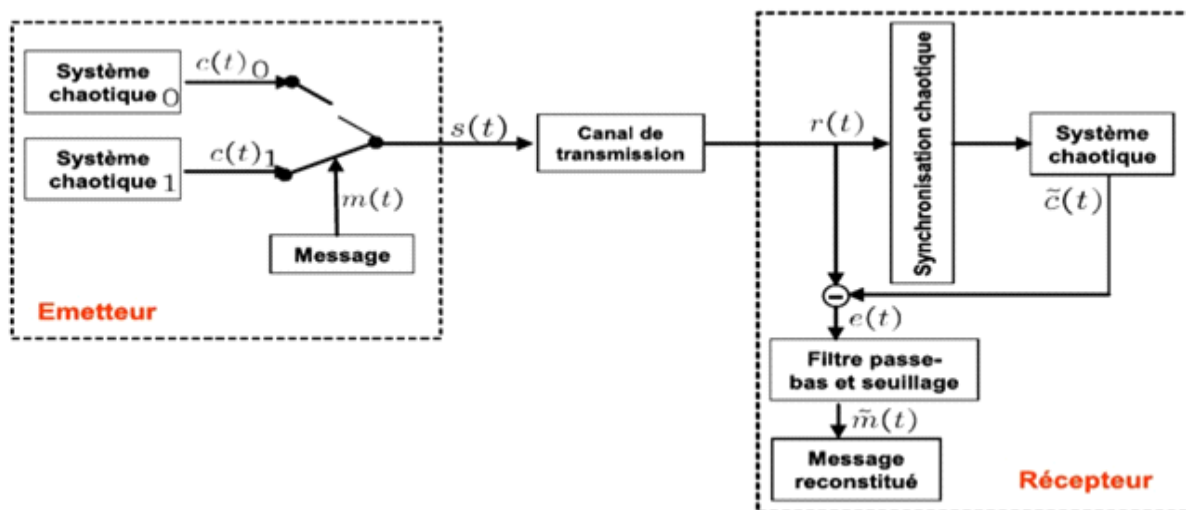 Système
chaotique 0
c(t)0
Système
chaotique 1
c(t)1
m(t)
Message
Emetteur
s(t)
Canal de
transmission
r(t)
Synchronisation chaotique
Système
chaotique
c̃(t)
−
e(t)
Filtre passe-
bas et seuillage
m̃(t)
Message
reconstitué
Récepteur